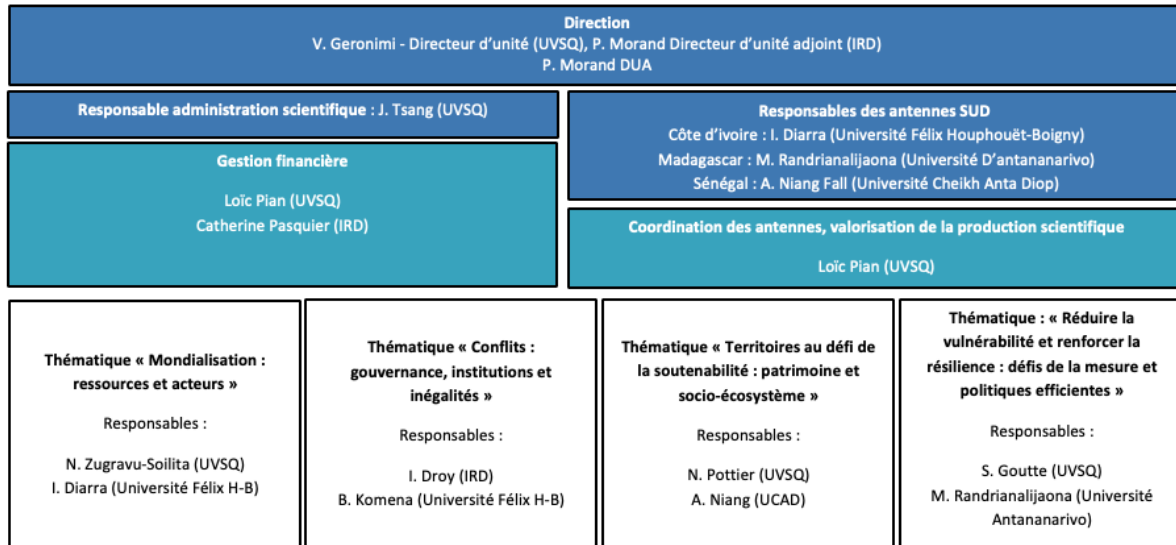 Direction
V. Geronimi - Directeur d'unité (UVSQ), P. Morand Directeur d'unité adjoint (IRD)
P. Morand DUA
Responsable administration scientifique : J. Tsang (UVSQ)
Gestion financière
Loïc Pian (UVSQ)
Catherine Pasquier (IRD)
Responsables des antennes SUD
Côte d'ivoire : I. Diarra (Université Félix Houphouët-Boigny)
Madagascar : M. Randrianalijaona (Université D'antananarivo)
Sénégal : A. Niang Fall (Université Cheikh Anta Diop)
Coordination des antennes, valorisation de la production scientifique
Loïc Pian (UVSQ)
Thématique « Mondialisation :
ressources et acteurs »
Responsables :
N. Zugravu-Soilita (UVSQ)
I. Diarra (Université Félix H-B)
Thématique « Conflits :
gouvernance, institutions et
inégalités »
Responsables :
I. Droy (IRD)
B. Komena (Université Félix H-B)
Thématique « Territoires au défi de
la soutenabilité : patrimoine et
socio-écosystème »
Responsables :
N. Pottier (UVSQ)
A. Niang (UCAD)
Thématique : « Réduire la
vulnérabilité et renforcer la
résilience : défis de la mesure et
politiques efficientes »
Responsables :
S. Goutte (UVSQ)
M. Randrianalijaona (Université
Antananarivo)